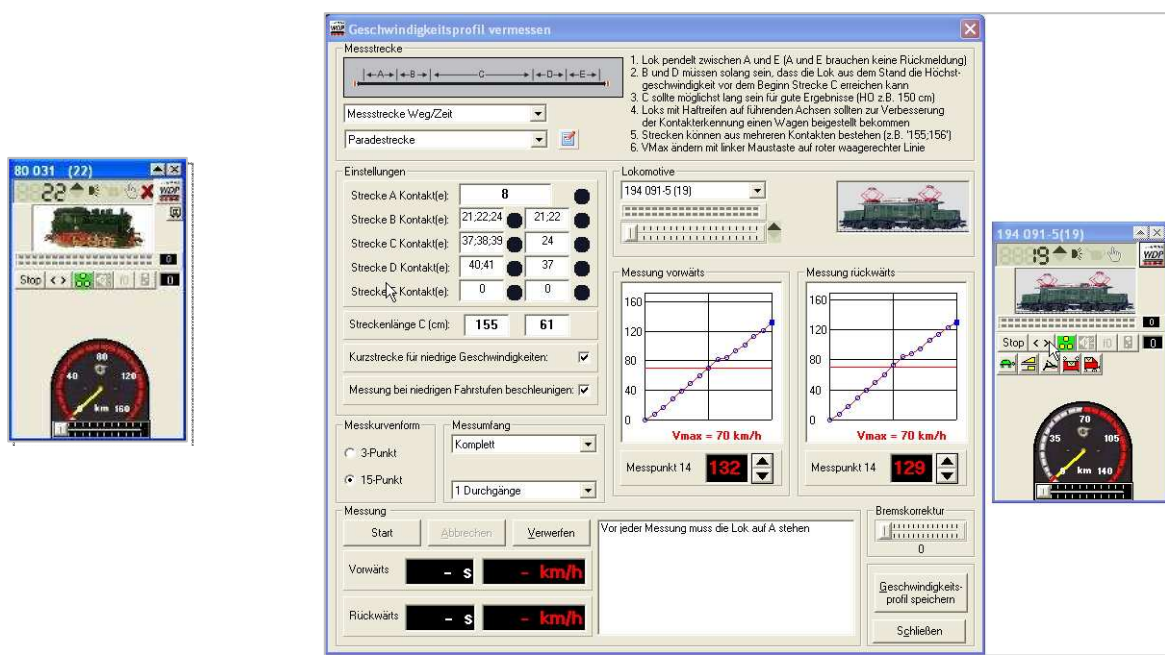 80 031 (22)
22
WDP
0
Stop < > f0 0
80
40 120
0 km 160
WDP Geschwindigkeitsprofil vermessen
Messstrecke
|←A→|←B→|← C →|←D→|←E→|
Messstrecke Weg/Zeit
Paradestrecke
1. Lok pendelt zwischen A und E (A und E brauchen keine Rückmeldung)
2. B und D müssen solang sein, dass die Lok aus dem Stand die Höchst-
geschwindigkeit vor dem Beginn Strecke C erreichen kann
3. C sollte möglichst lang sein für gute Ergebnisse (HO z.B. 150 cm)
4. Loks mit Haftreifen auf führenden Achsen sollten zur Verbesserung
der Kontakterkennung einen Wagen beigestellt bekommen
5. Strecken können aus mehreren Kontakten bestehen (z.B. "155;156")
6. VMax ändern mit linker Maustaste auf roter waagerechter Linie
Einstellungen
Strecke A Kontakt(e): 8
Strecke B Kontakt(e): 21;22;24 21;22
Strecke C Kontakt(e): 37;38;39 24
Strecke D Kontakt(e): 40;41 37
Strecke Kontakt(e): 0 0
Streckenlänge C (cm): 155 61
Kurzstrecke für niedrige Geschwindigkeiten:
Messung bei niedrigen Fahrstufen beschleunigen:
Messkurvenform
3-Punkt
15-Punkt
Messumfang
Komplett
1 Durchgänge
Lokomotive
194 091-5 (19)
Messung vorwärts
160
120
80
40
0
Vmax = 70 km/h
Messpunkt 14 132
Messung rückwärts
160
120
80
40
0
Vmax = 70 km/h
Messpunkt 14 129
Messung
Start Abbrechen Verwerfen
Vorwärts - s - km/h
Rückwärts - s - km/h
Vor jeder Messung muss die Lok auf A stehen
Bremskorrektur
0
Geschwindigkeits-
profil speichern
Schließen
194 091-5(19)
19
WDP
0
Stop < > f0 0
70
35 105
0 km 140